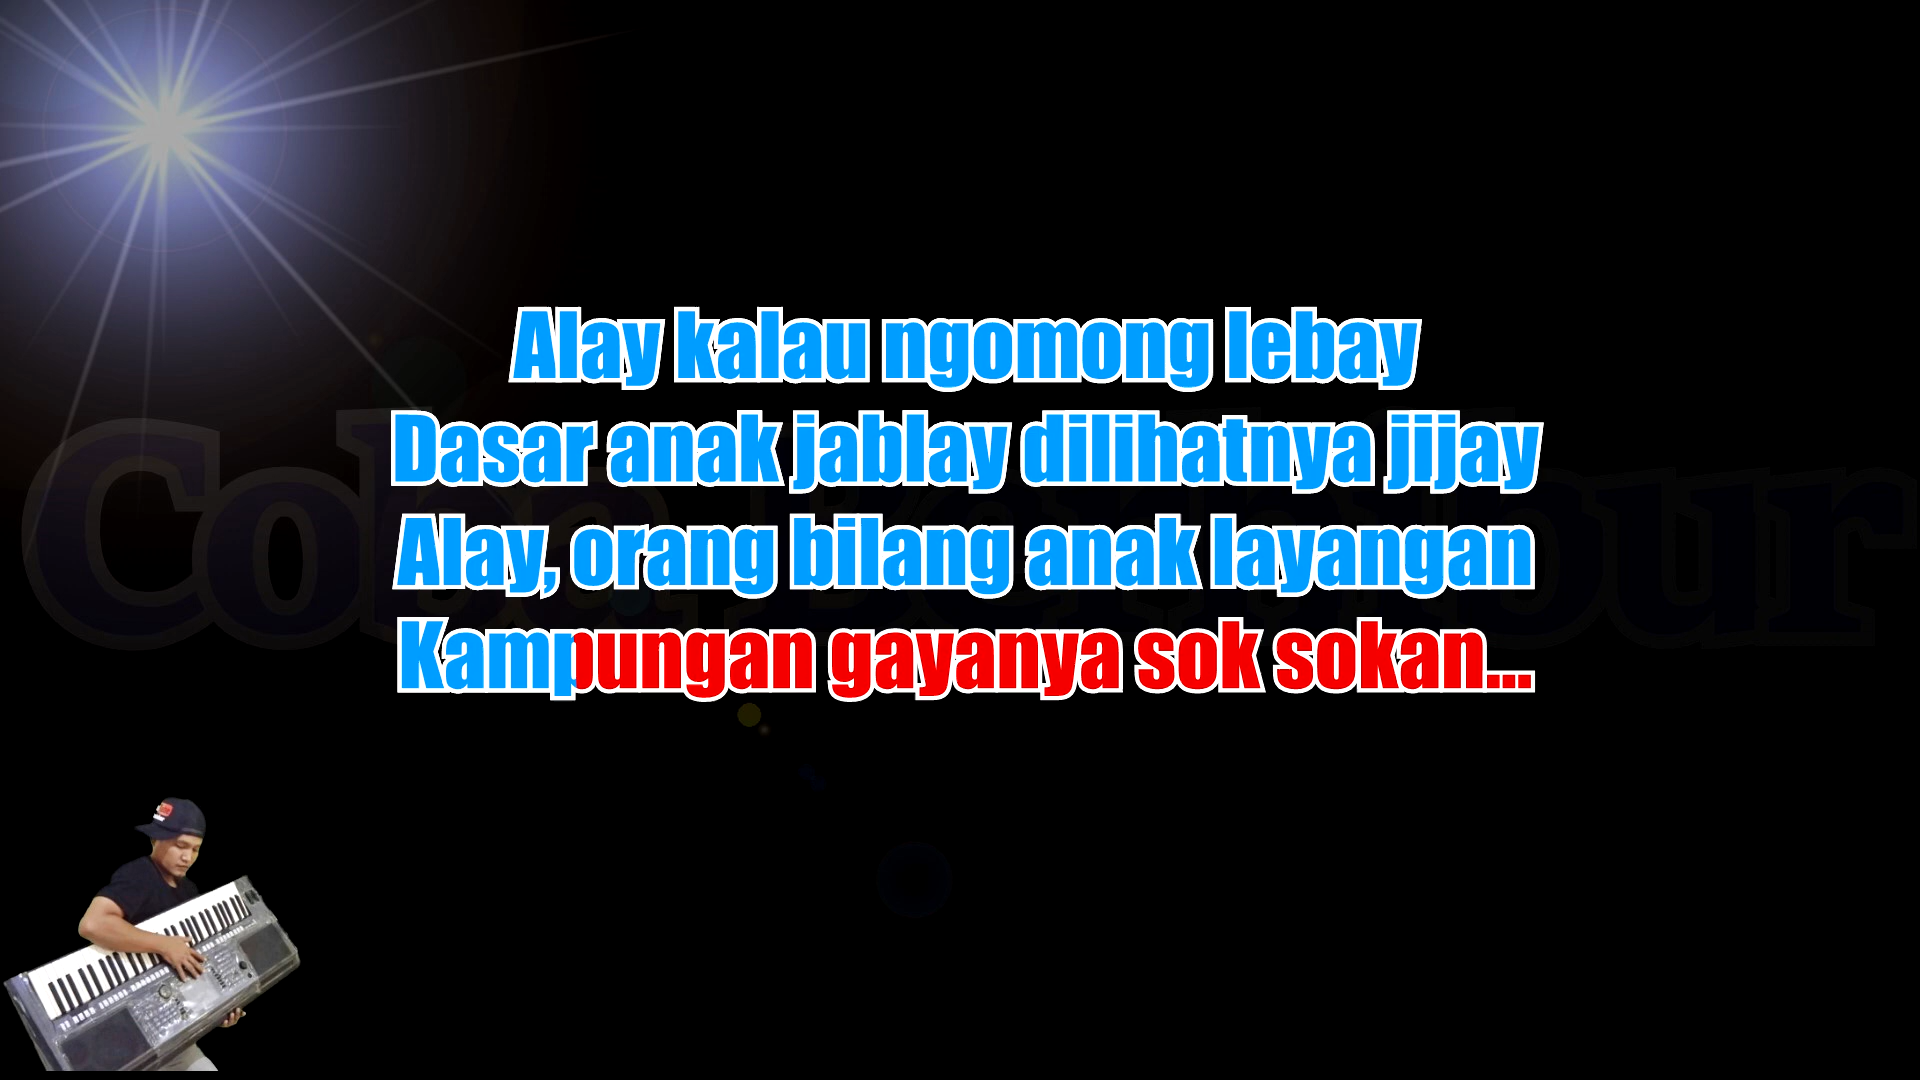 Alay kalau ngomong lebay
Dasar anak jablay dilihatnya jijay
Alay, orang bilang anak layangan
Kampungan gayanya sok sokan...